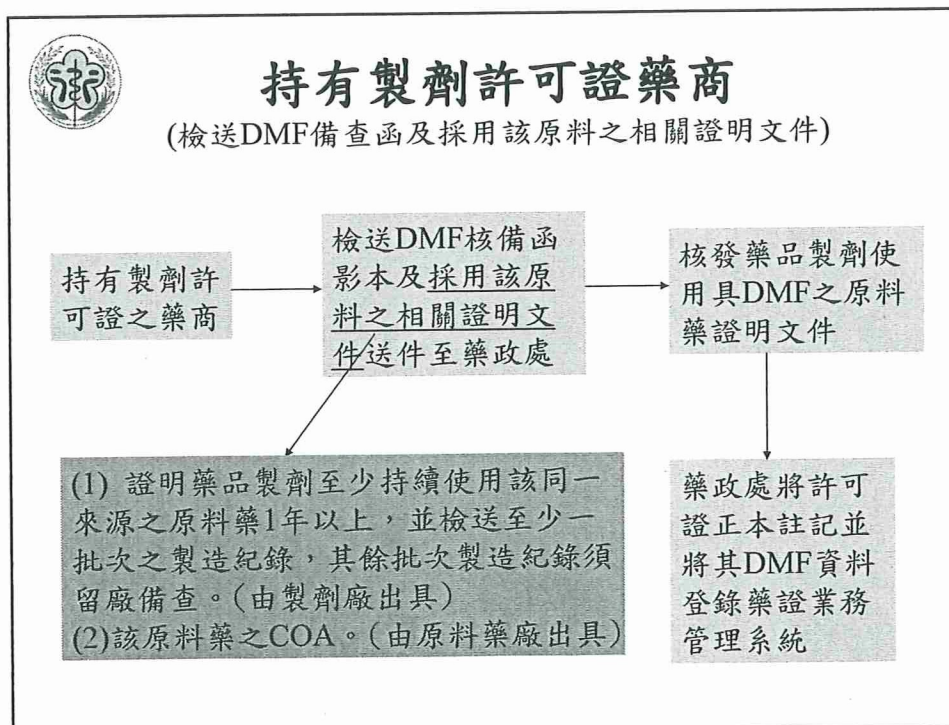 持有製劑許可證藥商
(檢送DMF備查函及採用該原料之相關證明文件)
持有製劑許
可證之藥商
檢送DMF核備函
影本及採用該原
料之相關證明文
件送件至藥政處
核發藥品製劑使
用具DMF之原料
藥證明文件
(1) 證明藥品製劑至少持續使用該同一
來源之原料藥1年以上,並檢送至少一
批次之製造紀錄,其餘批次製造紀錄須
留廠備查。(由製劑廠出具)
(2)該原料藥之COA。(由原料藥廠出具)
藥政處將許可
證正本註記並
將其DMF資料
登錄藥證業務
管理系統